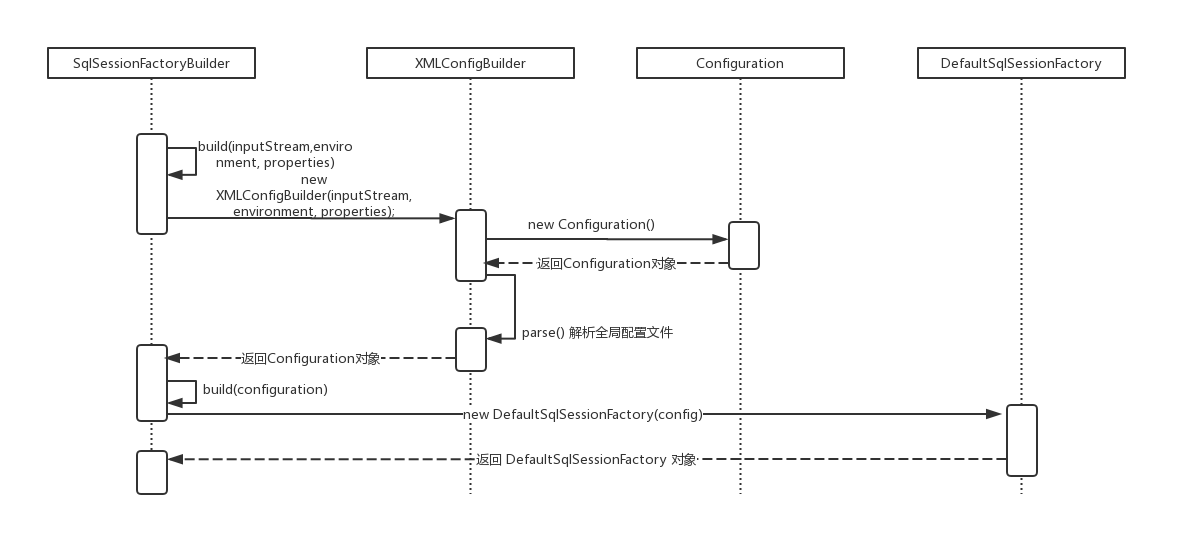 SqlSessionFactoryBuilder
XMLConfigBuilder
Configuration
DefaultSqlSessionFactory
build(inputStream,enviro
nment, properties)
new
XMLConfigBuilder(inputStream,
environment, properties);
new Configuration()
返回Configuration对象
parse() 解析全局配置文件
返回Configuration对象
build(configuration)
new DefaultSqlSessionFactory(config)
返回 DefaultSqlSessionFactory 对象